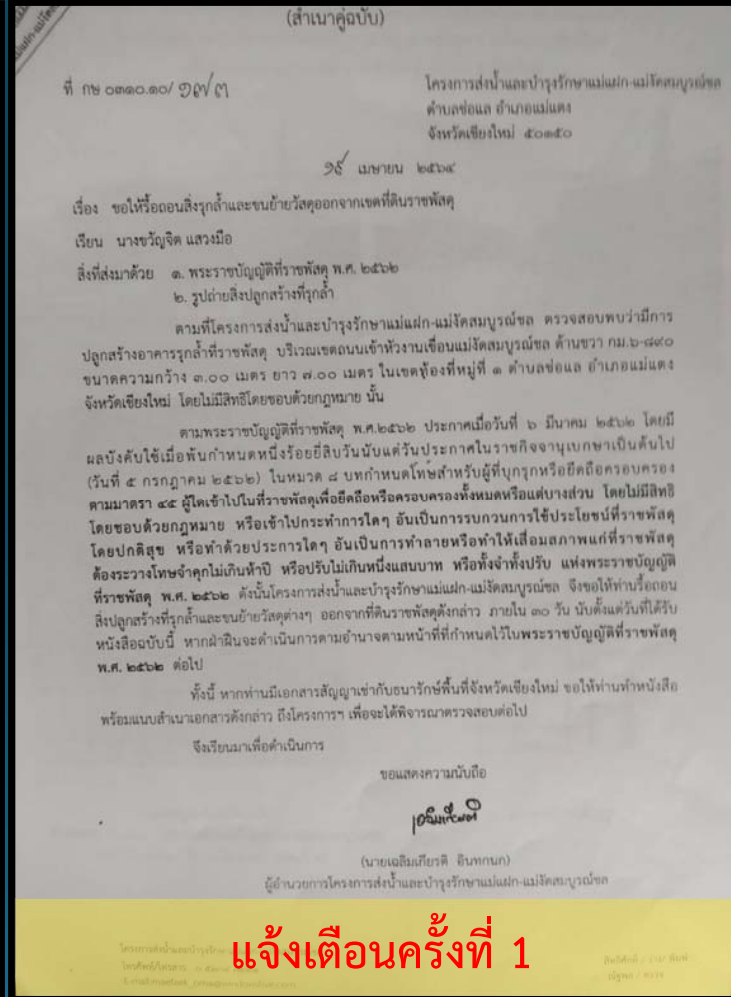 (สำเนาคู่ฉบับ)
ที่ กษ ๐๓๑๐.๑๐/ ๑๗๓
โครงการส่งน้ำและบำรุงรักษาแม่แฝก-แม่งัดสมบูรณ์ชล
ตำบลช่อแล อำเภอแม่แตง
จังหวัดเชียงใหม่ ๕๐๑๕๐
๑๙ เมษายน ๒๕๖๔
เรื่อง ขอให้รื้อถอนสิ่งรุกล้ำและขนย้ายวัสดุออกจากเขตที่ดินราชพัสดุ
เรียน นางขวัญจิต แสวงมือ
สิ่งที่ส่งมาด้วย ๑. พระราชบัญญัติที่ราชพัสดุ พ.ศ. ๒๕๖๒
๒. รูปถ่ายสิ่งปลูกสร้างที่รุกล้ำ
ตามที่โครงการส่งน้ำและบำรุงรักษาแม่แฝก-แม่งัดสมบูรณ์ชล ตรวจสอบพบว่ามีการ
ปลูกสร้างอาคารรุกล้ำที่ราชพัสดุ บริเวณเขตถนนเข้าหัวงานเขื่อนแม่งัดสมบูรณ์ชล ด้านขวา กม.๖-๘๙๐
ขนาดความกว้าง ๓.๐๐ เมตร ยาว ๗.๐๐ เมตร ในเขตท้องที่หมู่ที่ ๑ ตำบลช่อแล อำเภอแม่แตง
จังหวัดเชียงใหม่ โดยไม่มีสิทธิโดยชอบด้วยกฎหมาย นั้น
ตามพระราชบัญญัติที่ราชพัสดุ พ.ศ.๒๕๖๒ ประกาศเมื่อวันที่ ๖ มีนาคม ๒๕๖๒ โดยมี
ผลบังคับใช้เมื่อพ้นกำหนดหนึ่งร้อยยี่สิบวันนับแต่วันประกาศในราชกิจจานุเบกษาเป็นต้นไป
(วันที่ ๕ กรกฎาคม ๒๕๖๒) ในหมวด ๘ บทกำหนดโทษสำหรับผู้ที่บุกรุกหรือยึดถือครอบครอง
ตามมาตรา ๔๕ ผู้ใดเข้าไปในที่ราชพัสดุเพื่อยึดถือหรือครอบครองทั้งหมดหรือแต่บางส่วน โดยไม่มีสิทธิ
โดยชอบด้วยกฎหมาย หรือเข้าไปกระทำการใดๆ อันเป็นการรบกวนการใช้ประโยชน์ที่ราชพัสดุ
โดยปกติสุข หรือทำด้วยประการใดๆ อันเป็นการทำลายหรือทำให้เสื่อมสภาพแก่ที่ราชพัสดุ
ต้องระวางโทษจำคุกไม่เกินห้าปี หรือปรับไม่เกินหนึ่งแสนบาท หรือทั้งจำทั้งปรับ แห่งพระราชบัญญัติ
ที่ราชพัสดุ พ.ศ. ๒๕๖๒ ดังนั้นโครงการส่งน้ำและบำรุงรักษาแม่แฝก-แม่งัดสมบูรณ์ชล จึงขอให้ท่านรื้อถอน
สิ่งปลูกสร้างที่รุกล้ำและขนย้ายวัสดุต่างๆ ออกจากที่ดินราชพัสดุดังกล่าว ภายใน ๓๐ วัน นับตั้งแต่วันที่ได้รับ
หนังสือฉบับนี้ หากฝ่าฝืนจะดำเนินการตามอำนาจตามหน้าที่ที่กำหนดไว้ในพระราชบัญญัติที่ราชพัสดุ
พ.ศ. ๒๕๖๒ ต่อไป
ทั้งนี้ หากท่านมีเอกสารสัญญาเช่ากับธนารักษ์พื้นที่จังหวัดเชียงใหม่ ขอให้ท่านทำหนังสือ
พร้อมแนบสำเนาเอกสารดังกล่าว ถึงโครงการฯ เพื่อจะได้พิจารณาตรวจสอบต่อไป
จึงเรียนมาเพื่อดำเนินการ
ขอแสดงความนับถือ
(นายเฉลิมเกียรติ อินทกนก)
ผู้อำนวยการโครงการส่งน้ำและบำรุงรักษาแม่แฝก-แม่งัดสมบูรณ์ชล
แจ้งเตือนครั้งที่ 1